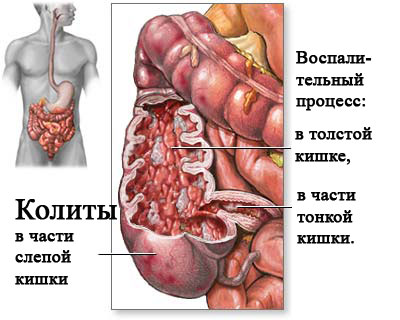 Воспали-
тельный
процесс:
в толстой
кишке,
в части
тонкой
кишки.
Колиты
в части
слепой
кишки